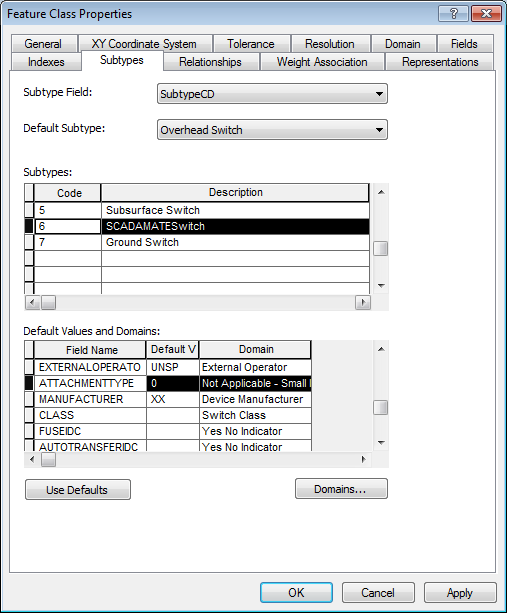 Feature Class Properties
General XY Coordinate System Tolerance Resolution Domain Fields
Indexes Subtypes Relationships Weight Association Representations
Subtype Field: SubtypeCD
Default Subtype: Overhead Switch
Subtypes:
Code Description
5 Subsurface Switch
6 SCADAMATESwitch
7 Ground Switch
Default Values and Domains:
Field Name Default V Domain
EXTERNALOPERATO UNSP External Operator
ATTACHMENTTYPE 0 Not Applicable - Small
MANUFACTURER XX Device Manufacturer
CLASS Switch Class
FUSEIDC Yes No Indicator
AUTOTRANSFERIDC Yes No Indicator
Use Defaults Domains...
OK Cancel Apply